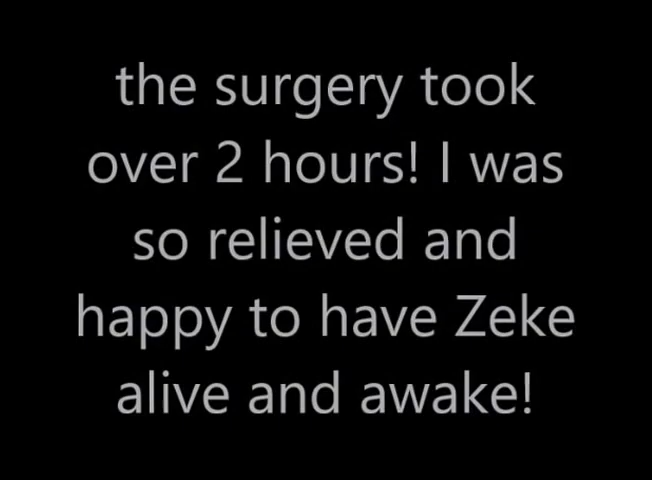 the surgery took
over 2 hours! I was
so relieved and
happy to have Zeke
alive and awake!